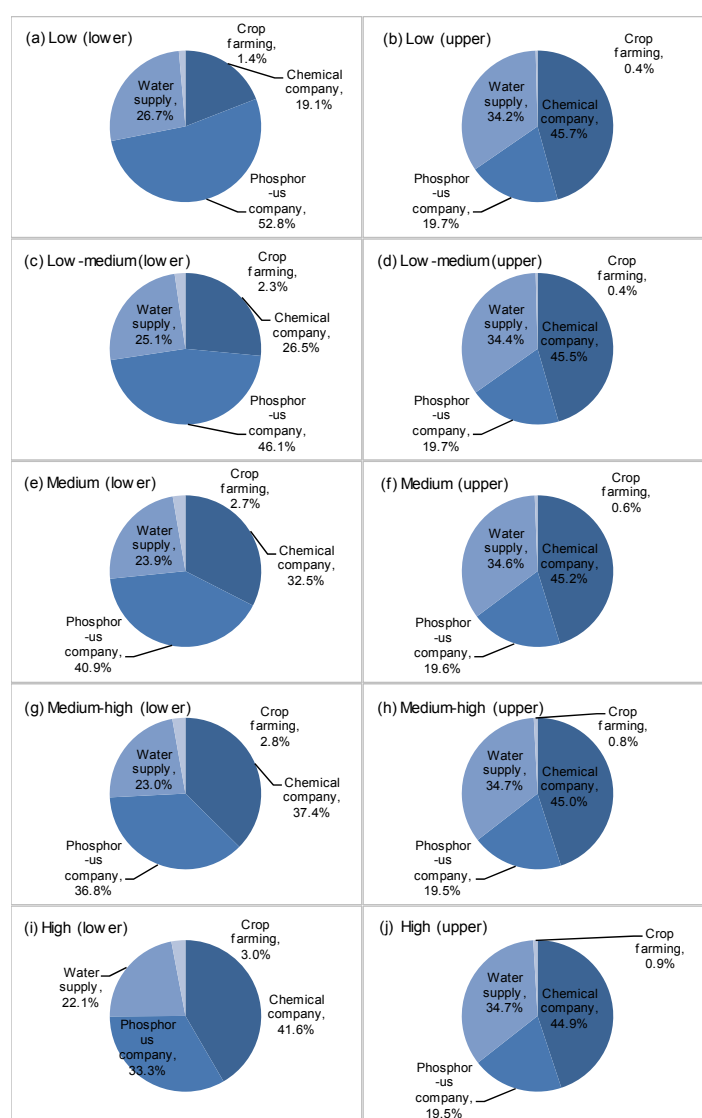 (a) Low (lower)
Crop
farming,
1.4%
Chemical
company,
19.1%
Water
supply,
26.7%
Phosphor
-us
company,
52.8%
(b) Low (upper)
Crop
farming,
0.4%
Water
supply,
34.2%
Chemical
company,
45.7%
Phosphor
-us
company,
19.7%
(c) Low-medium (lower)
Crop
farming,
2.3%
Chemical
company,
26.5%
Water
supply,
25.1%
Phosphor
-us
company,
46.1%
(d) Low-medium (upper)
Crop
farming,
0.4%
Water
supply,
34.4%
Chemical
company,
45.5%
Phosphor
-us
company,
19.7%
(e) Medium (lower)
Crop
farming,
2.7%
Water
supply,
23.9%
Chemical
company,
32.5%
Phosphor
-us
company,
40.9%
(f) Medium (upper)
Crop
farming,
0.6%
Water
supply,
34.6%
Chemical
company,
45.2%
Phosphor
-us
company,
19.6%
(g) Medium-high (lower)
Crop
farming,
2.8%
Water
supply,
23.0%
Chemical
company,
37.4%
Phosphor
-us
company,
36.8%
(h) Medium-high (upper)
Crop
farming,
0.8%
Water
supply,
34.7%
Chemical
company,
45.0%
Phosphor
-us
company,
19.5%
(i) High (lower)
Crop
farming,
3.0%
Water
supply,
22.1%
Chemical
company,
41.6%
Phosphor
us
company,
33.3%
(j) High (upper)
Crop
farming,
0.9%
Water
supply,
34.7%
Chemical
company,
44.9%
Phosphor
-us
company,
19.5%